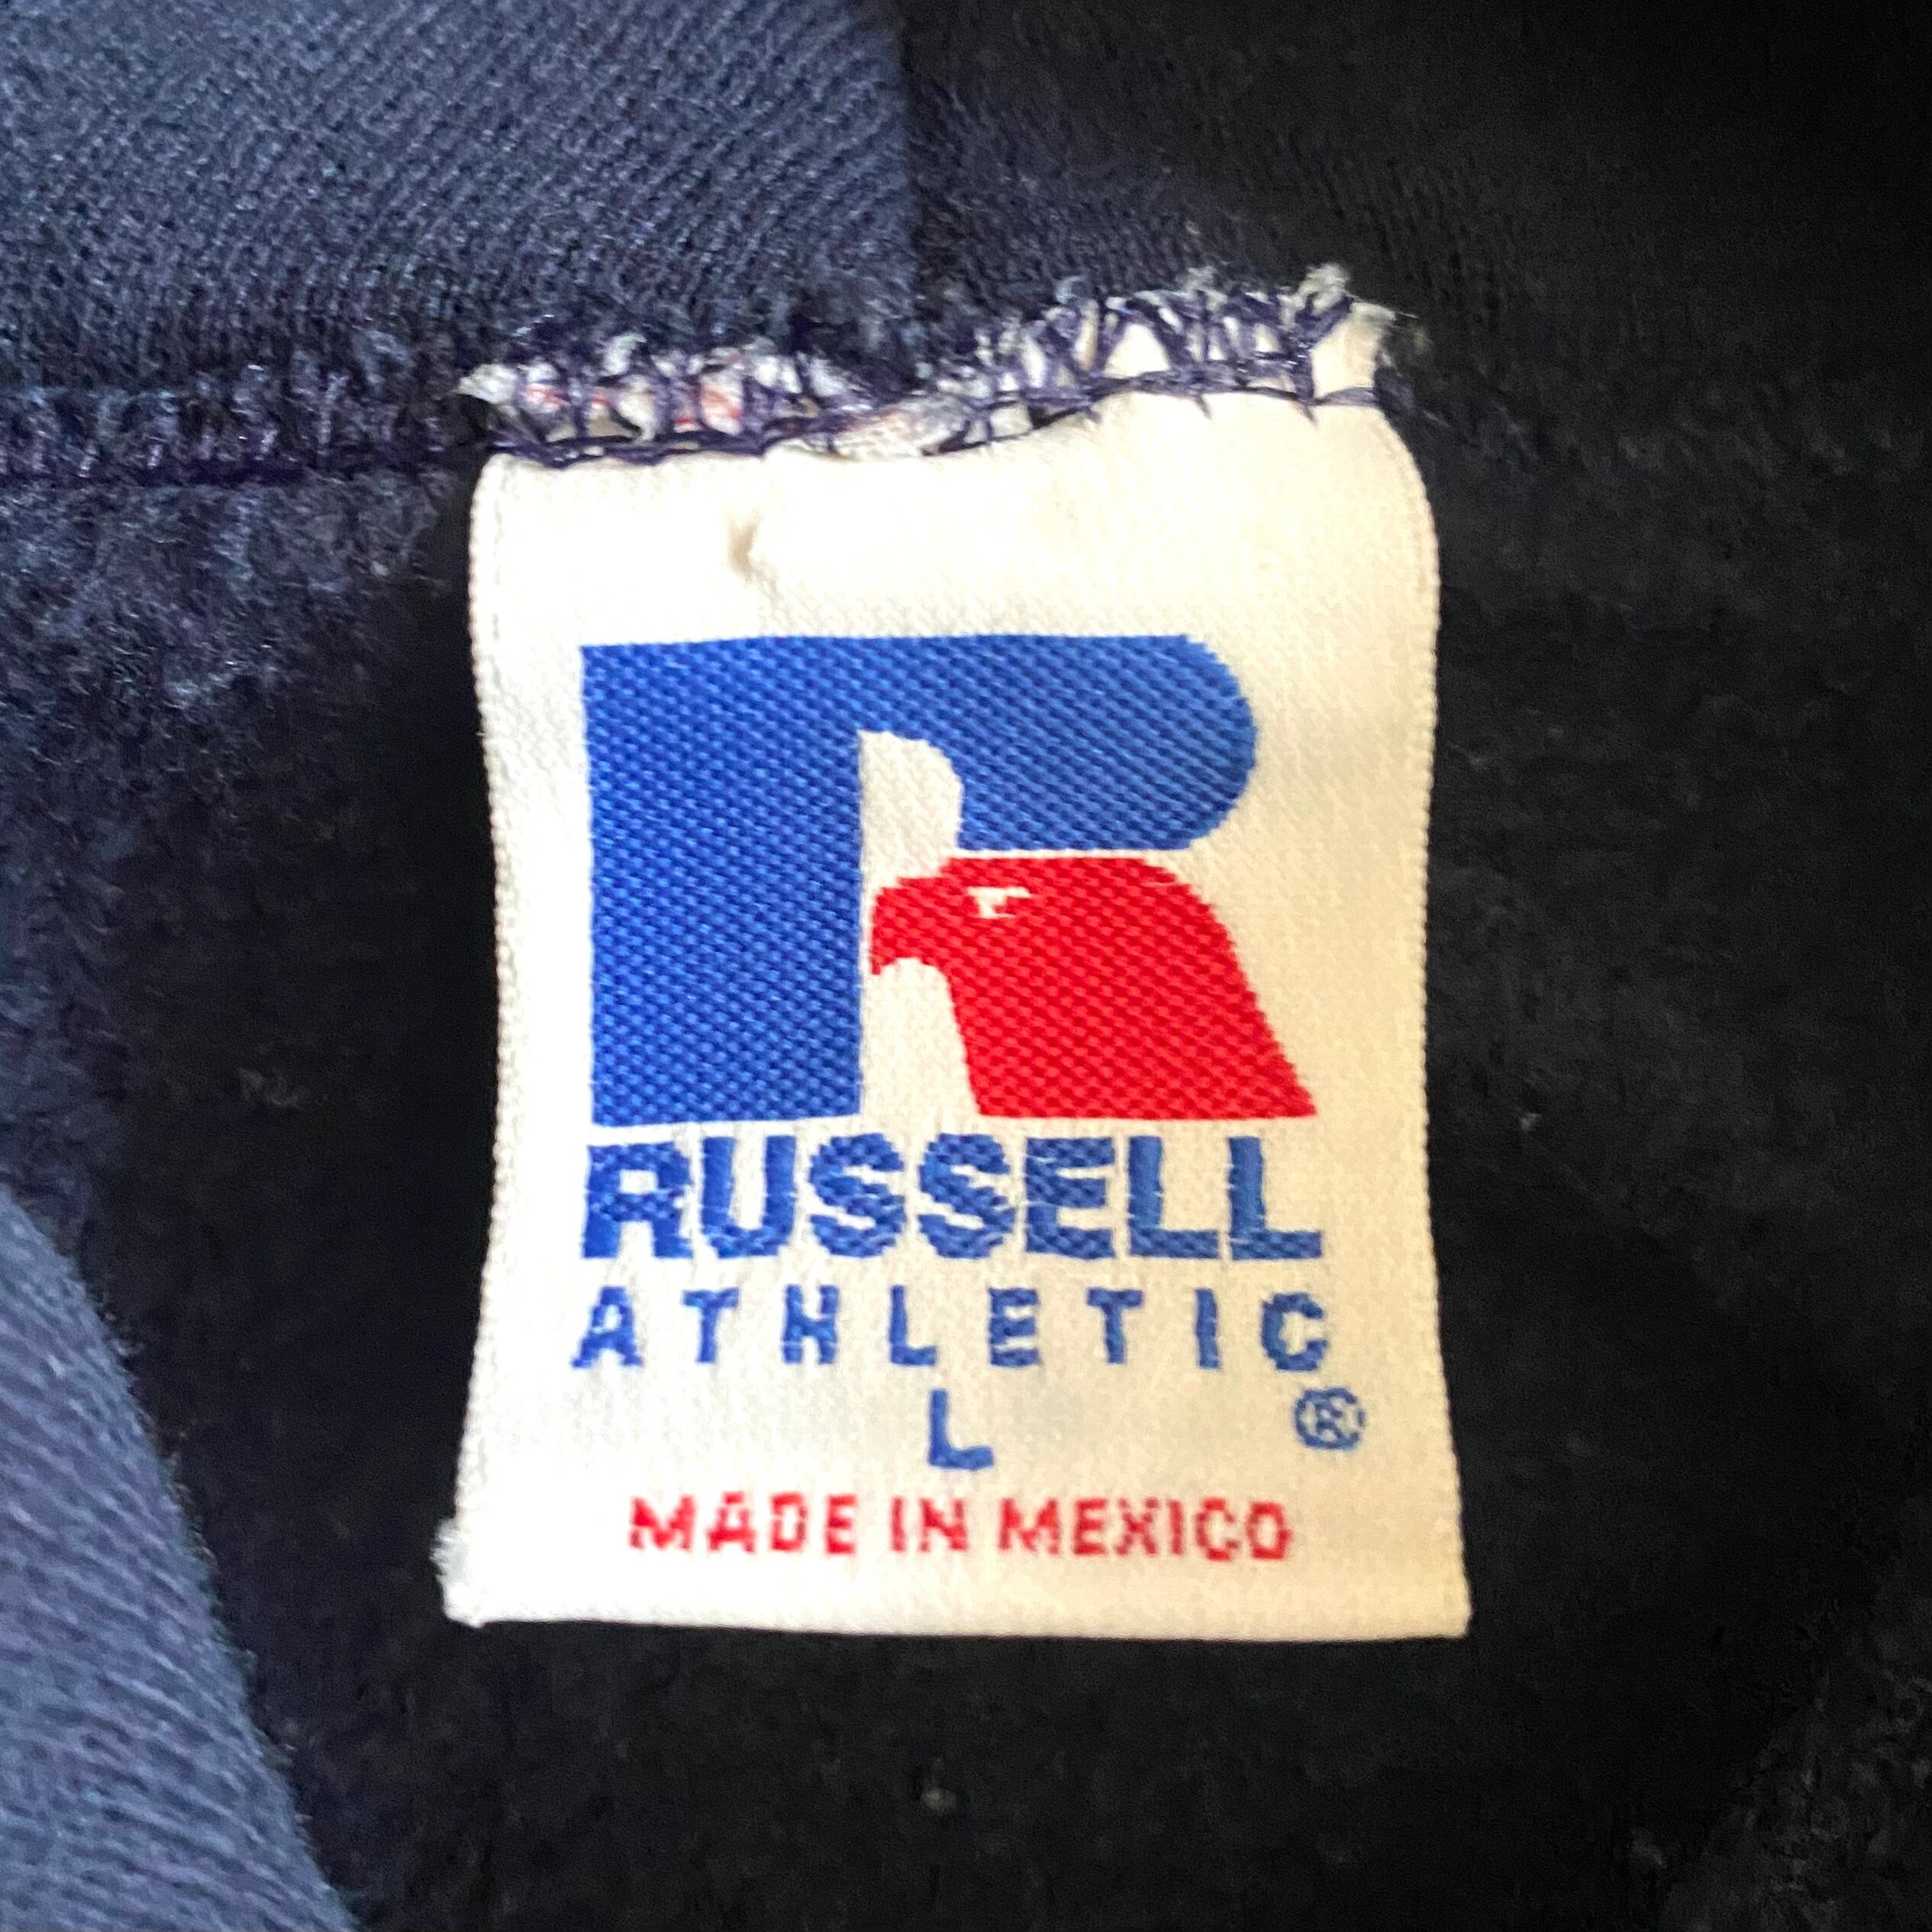 RUSSELL
ATHLETIC
L ®
MADE IN MEXICO